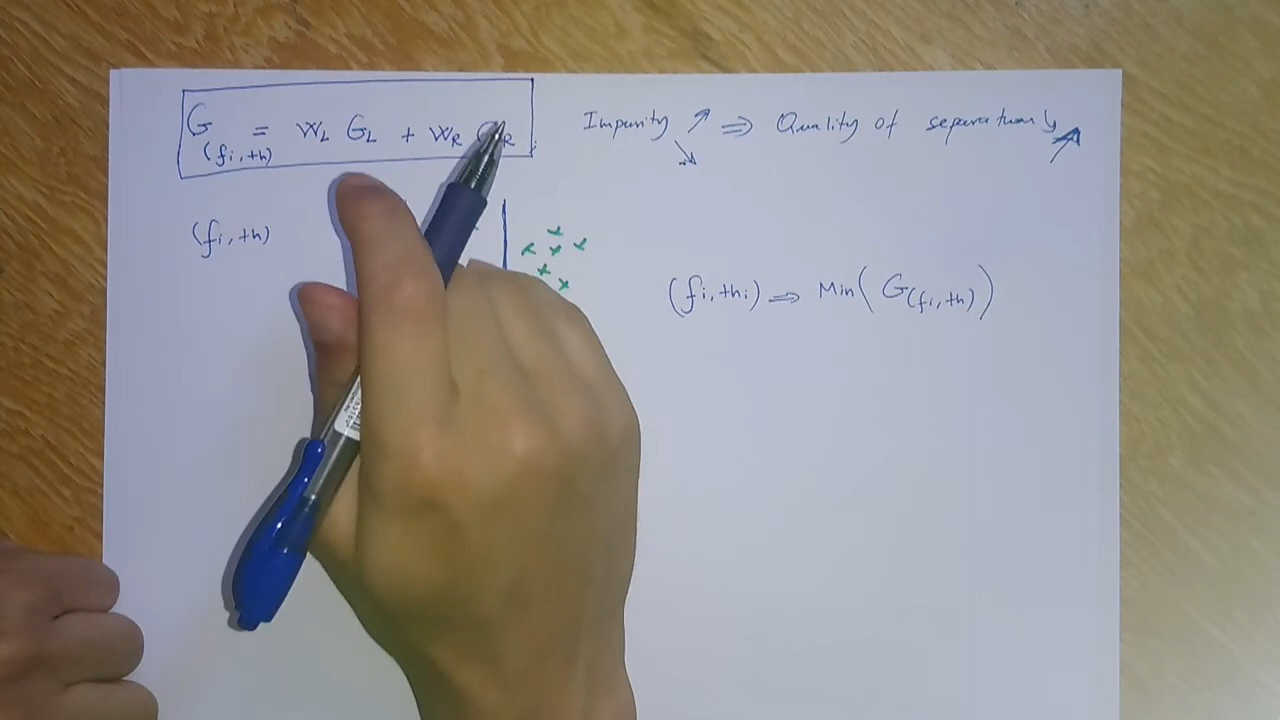 G(fi,th) = WL GL + WR GR
Impurity ↗ ⇒ Quality of separation ↘
↘ ↗
(fi,th)
(fi,thi) ⇒ Min(G(fi,th))